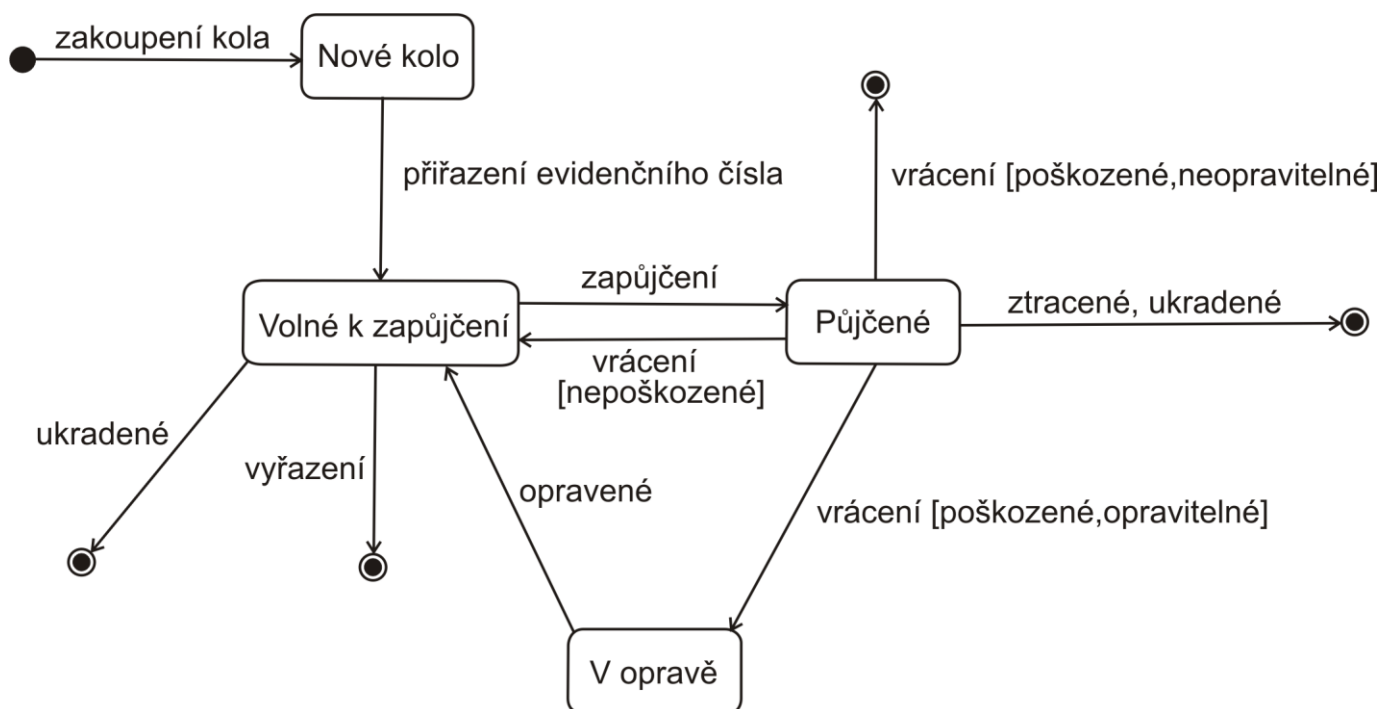 zakoupení kola
Nové kolo
přiřazení evidenčního čísla
vrácení [poškozené,neopravitelné]
zapůjčení
Volné k zapůjčení
Půjčené
ztracené, ukradené
vrácení
[nepoškozené]
ukradené
vyřazení
opravené
vrácení [poškozené,opravitelné]
V opravě